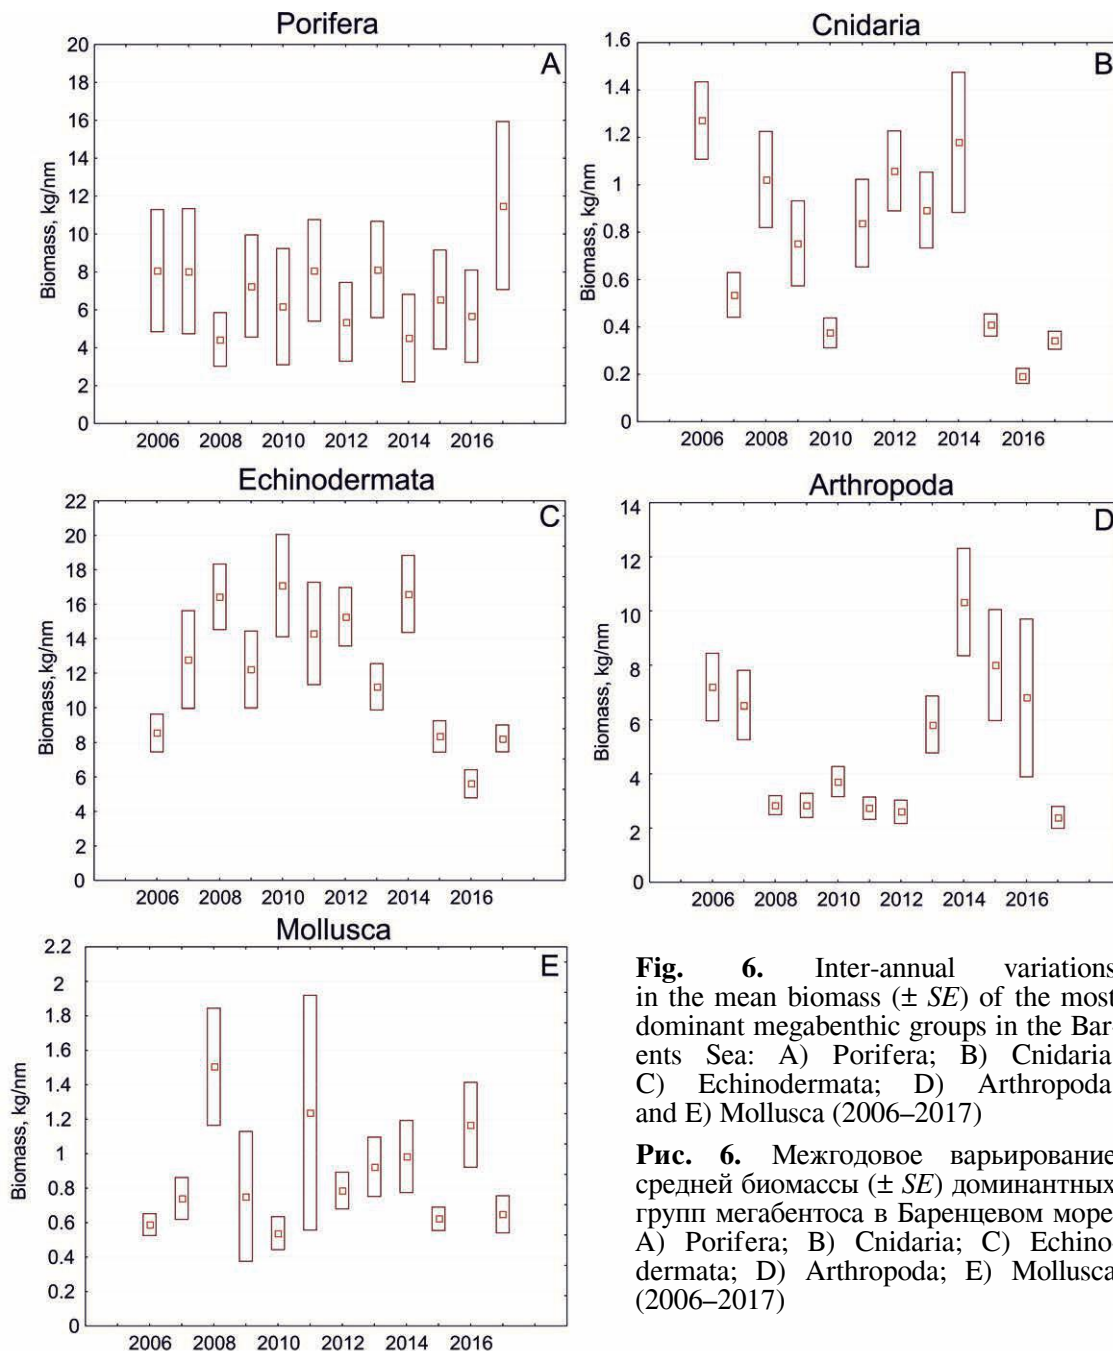 Porifera
A
20
18
16
14
12
10
8
6
4
2
0
Biomass, kg/nm
2006 2008 2010 2012 2014 2016
Cnidaria
B
1.6
1.4
1.2
1
0.8
0.6
0.4
0.2
0
Biomass, kg/nm
2006 2008 2010 2012 2014 2016
Echinodermata
C
22
20
18
16
14
12
10
8
6
4
2
0
Biomass, kg/nm
2006 2008 2010 2012 2014 2016
Arthropoda
D
14
12
10
8
6
4
2
0
Biomass, kg/nm
2006 2008 2010 2012 2014 2016
Mollusca
E
2.2
2
1.8
1.6
1.4
1.2
1
0.8
0.6
0.4
0.2
0
Biomass, kg/nm
2006 2008 2010 2012 2014 2016
Fig. 6. Inter-annual variations
in the mean biomass (± SE) of the most
dominant megabenthic groups in the Bar-
ents Sea: A) Porifera; B) Cnidaria
C) Echinodermata; D) Arthropoda
and E) Mollusca (2006–2017)
Рис. 6. Межгодовое варьирование
средней биомассы (± SE) доминантных
групп мегабентоса в Баренцевом море
A) Porifera; B) Cnidaria; C) Echino-
dermata; D) Arthropoda; E) Mollusca
(2006–2017)